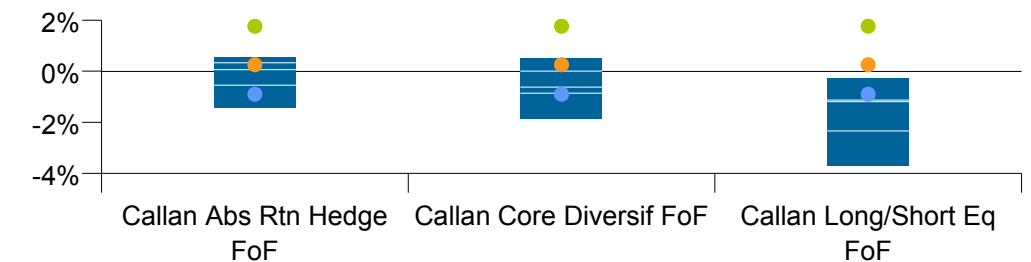 2%
0%
-2%
-4%
Callan Abs Rtn Hedge
FoF
Callan Core Diversif FoF
Callan Long/Short Eq
FoF